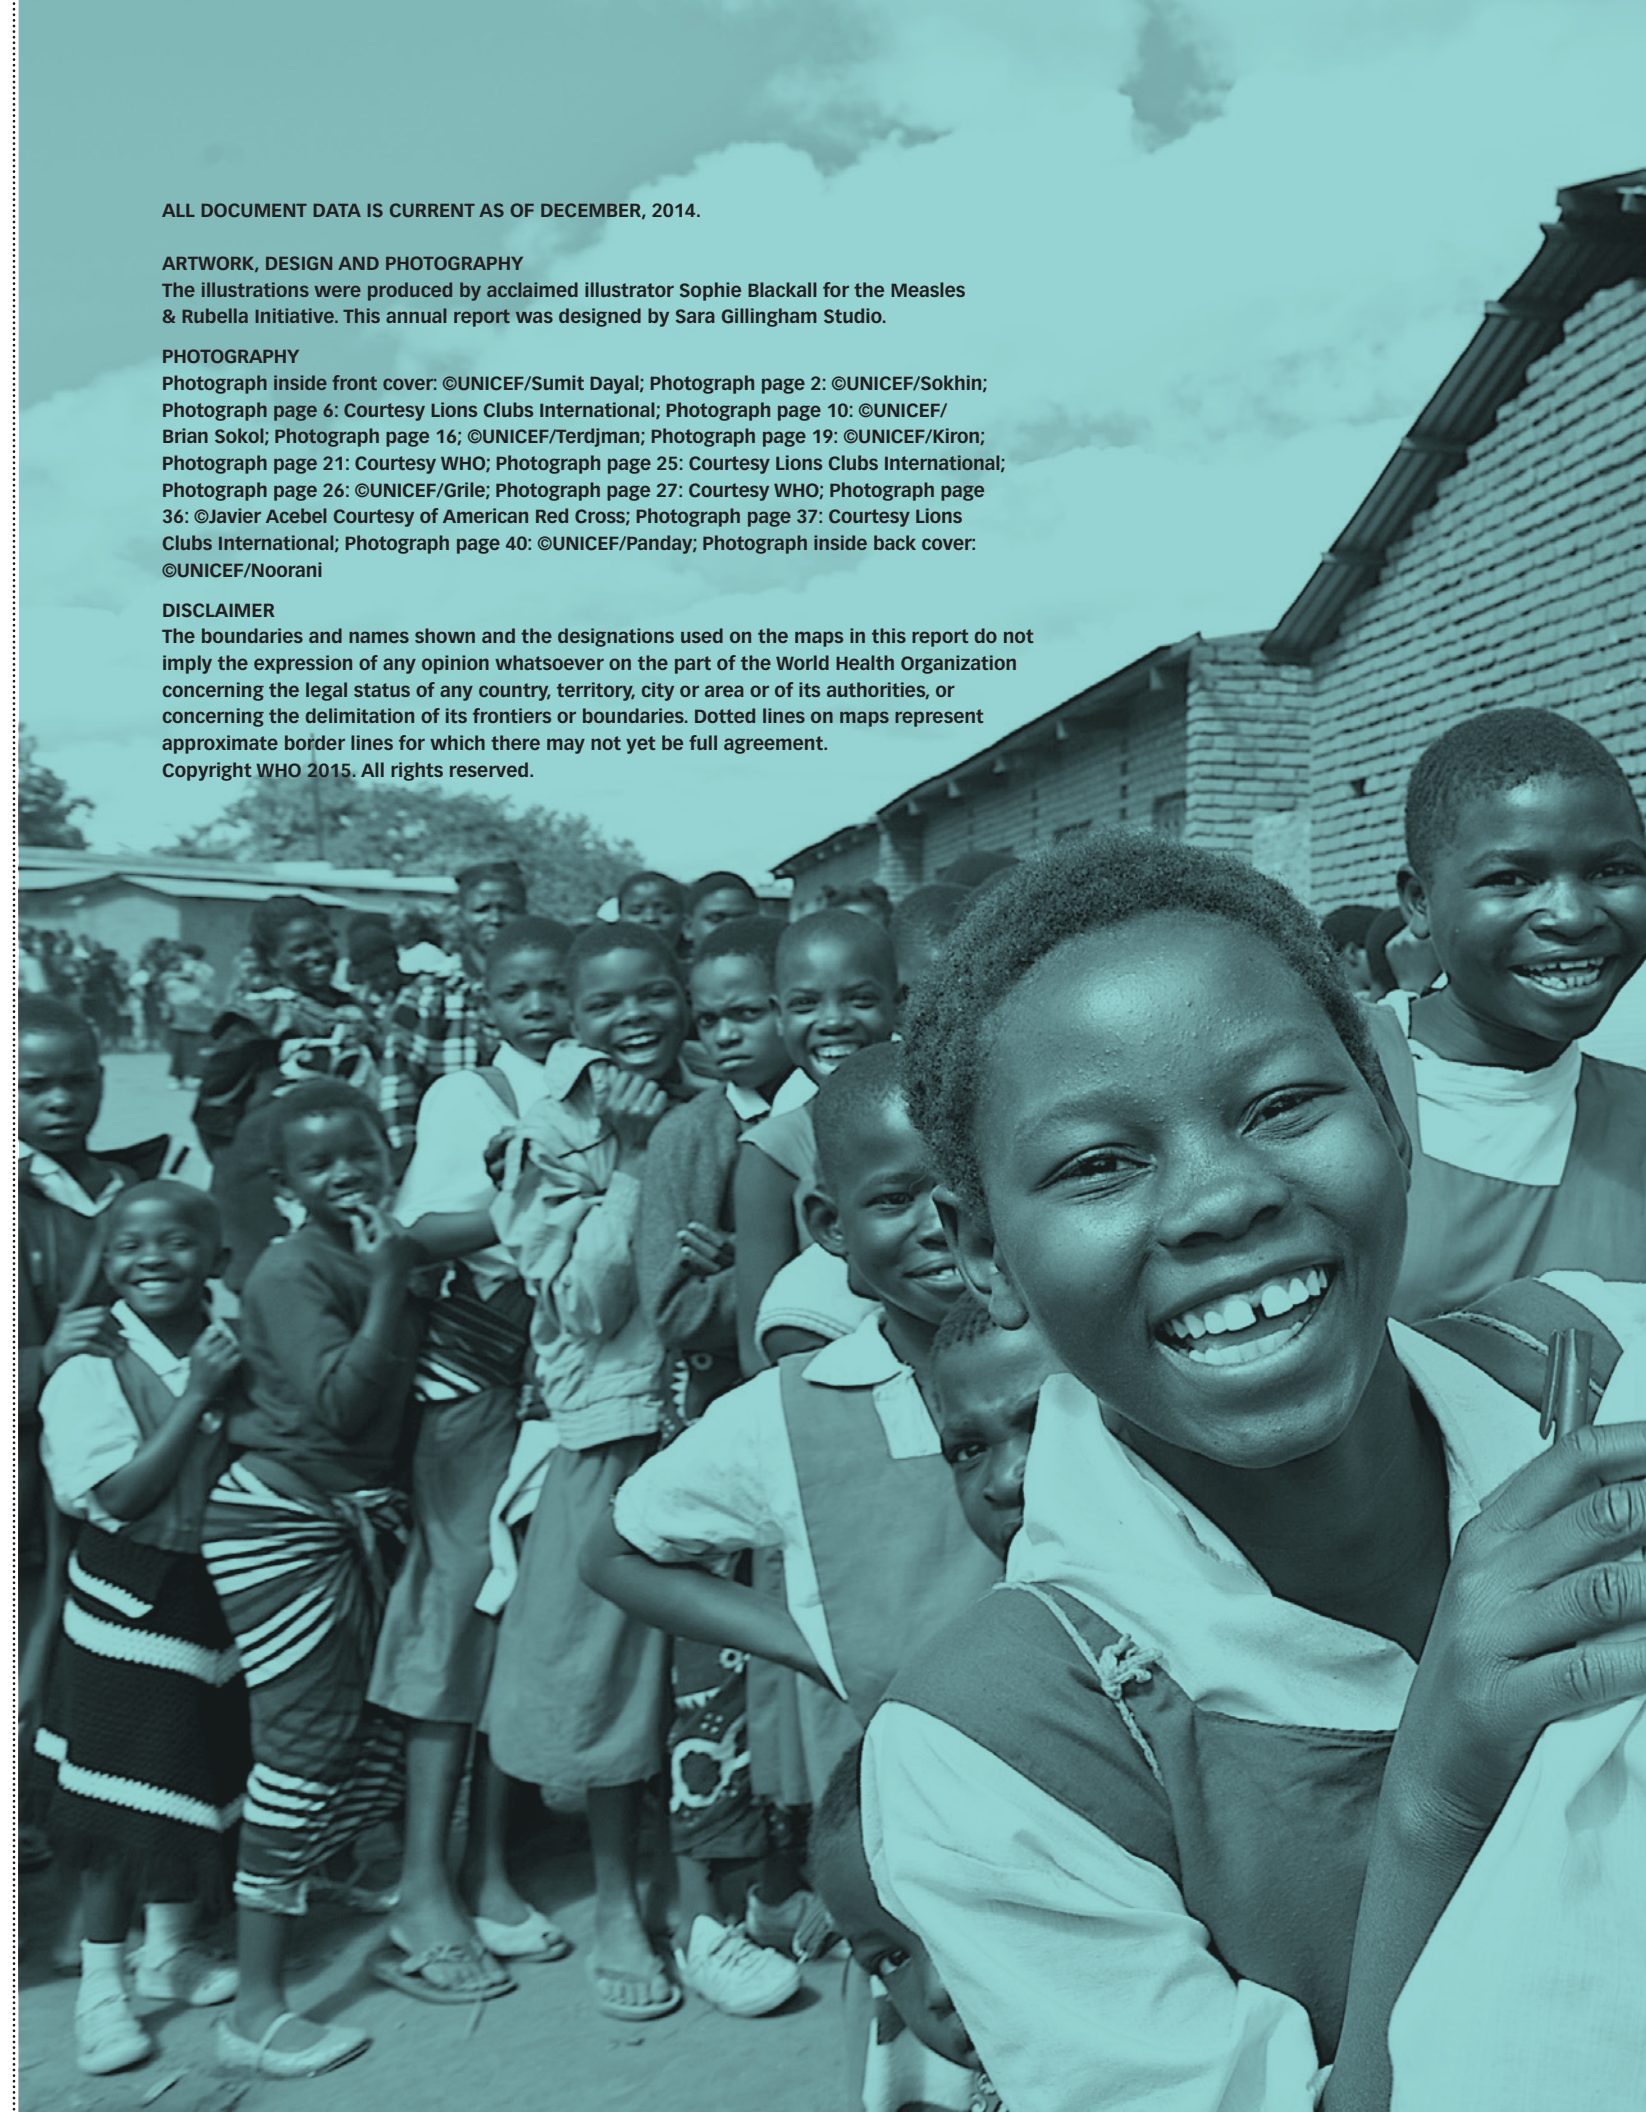 ALL DOCUMENT DATA IS CURRENT AS OF DECEMBER, 2014.
ARTWORK, DESIGN AND PHOTOGRAPHY
The illustrations were produced by acclaimed illustrator Sophie Blackall for the Measles
& Rubella Initiative. This annual report was designed by Sara Gillingham Studio.
PHOTOGRAPHY
Photograph inside front cover: ©UNICEF/Sumit Dayal; Photograph page 2: ©UNICEF/Sokhin;
Photograph page 6: Courtesy Lions Clubs International; Photograph page 10: ©UNICEF/
Brian Sokol; Photograph page 16; ©UNICEF/Terdjman; Photograph page 19: ©UNICEF/Kiron;
Photograph page 21: Courtesy WHO; Photograph page 25: Courtesy Lions Clubs International;
Photograph page 26: ©UNICEF/Grile; Photograph page 27: Courtesy WHO; Photograph page
36: ©Javier Acebel Courtesy of American Red Cross; Photograph page 37: Courtesy Lions
Clubs International; Photograph page 40: ©UNICEF/Panday; Photograph inside back cover:
©UNICEF/Noorani
DISCLAIMER
The boundaries and names shown and the designations used on the maps in this report do not
imply the expression of any opinion whatsoever on the part of the World Health Organization
concerning the legal status of any country, territory, city or area or of its authorities, or
concerning the delimitation of its frontiers or boundaries. Dotted lines on maps represent
approximate border lines for which there may not yet be full agreement.
Copyright WHO 2015. All rights reserved.